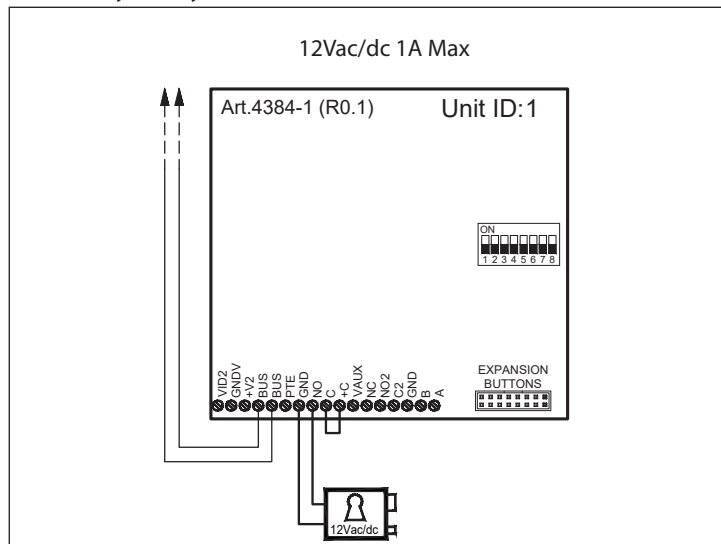 12Vac/dc 1A Max
Art.4384-1 (R0.1)
Unit ID:1
ON
1 2 3 4 5 6 7 8
VID2
GNDV
+V2
BUS
BUS
PTE
GND
NO
C
+C
VAUX
NC
NO2
C2
GND
B
A
EXPANSION
BUTTONS
12Vac/dc